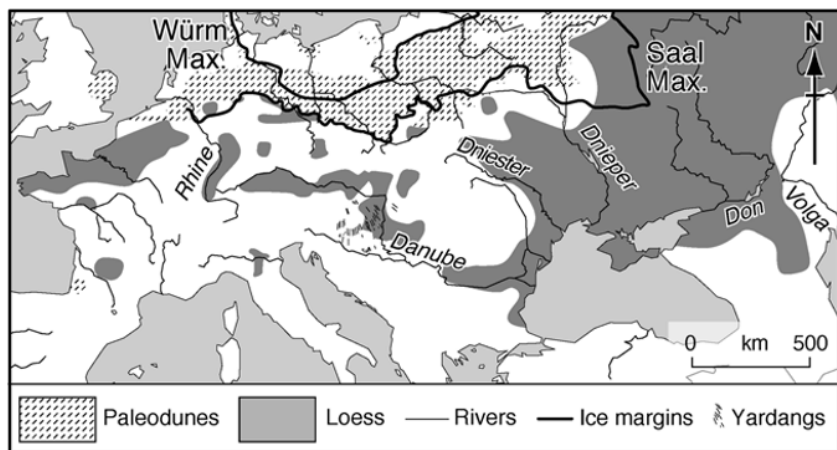 Würm
Max
Saal
Max.
N
Rhine
Dniester
Dnieper
Danube
Don
Volga
0 km 500
Paleodunes
Loess
Rivers
Ice margins
Yardangs